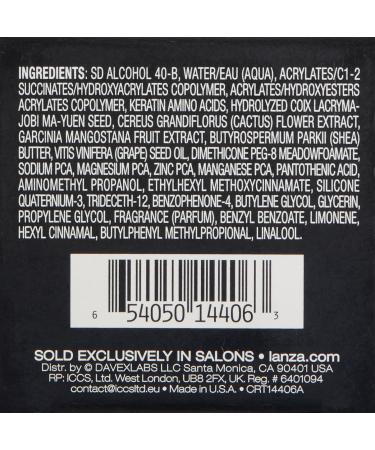 INGREDIENTS: SD ALCOHOL 40-B, WATER/EAU (AQUA), ACRYLATES/C1-2
SUCCINATES/HYDROXYACRYLATES COPOLYMER, ACRYLATES/HYDROXYESTERS
ACRYLATES COPOLYMER, KERATIN AMINO ACIDS, HYDROLYZED COIX LACRYMA-
JOBI MA-YUEN SEED, CEREUS GRANDIFLORUS (CACTUS) FLOWER EXTRACT,
GARCINIA MANGOSTANA FRUIT EXTRACT, BUTYROSPERMUM PARKII (SHEA)
BUTTER, VITIS VINIFERA (GRAPE) SEED OIL, DIMETHICONE PEG-8 MEADOWFOAMATE,
SODIUM PCA, MAGNESIUM PCA, ZINC PCA, MANGANESE PCA, PANTOTHENIC ACID,
AMINOMETHYL PROPANOL, ETHYLHEXYL METHOXYCINNAMATE, SILICONE
QUATERNIUM-3, TRIDECETH-12, BENZOPHENONE-4, BUTYLENE GLYCOL, GLYCERIN,
PROPYLENE GLYCOL, FRAGRANCE (PARFUM), BENZYL BENZOATE, LIMONENE,
HEXYL CINNAMAL, BUTYLPHENYL METHYLPROPIONAL, LINALOOL.
6 54050 14406 3
SOLD EXCLUSIVELY IN SALONS • lanza.com
Distr. by © DAVEXLABS LLC Santa Monica, CA 90401 USA
RP: ICCS, Ltd. West London, UB8 2FX, UK, Reg. # 6401094
contact@iccsltd.eu • Made in U.S.A. • CRT14406A